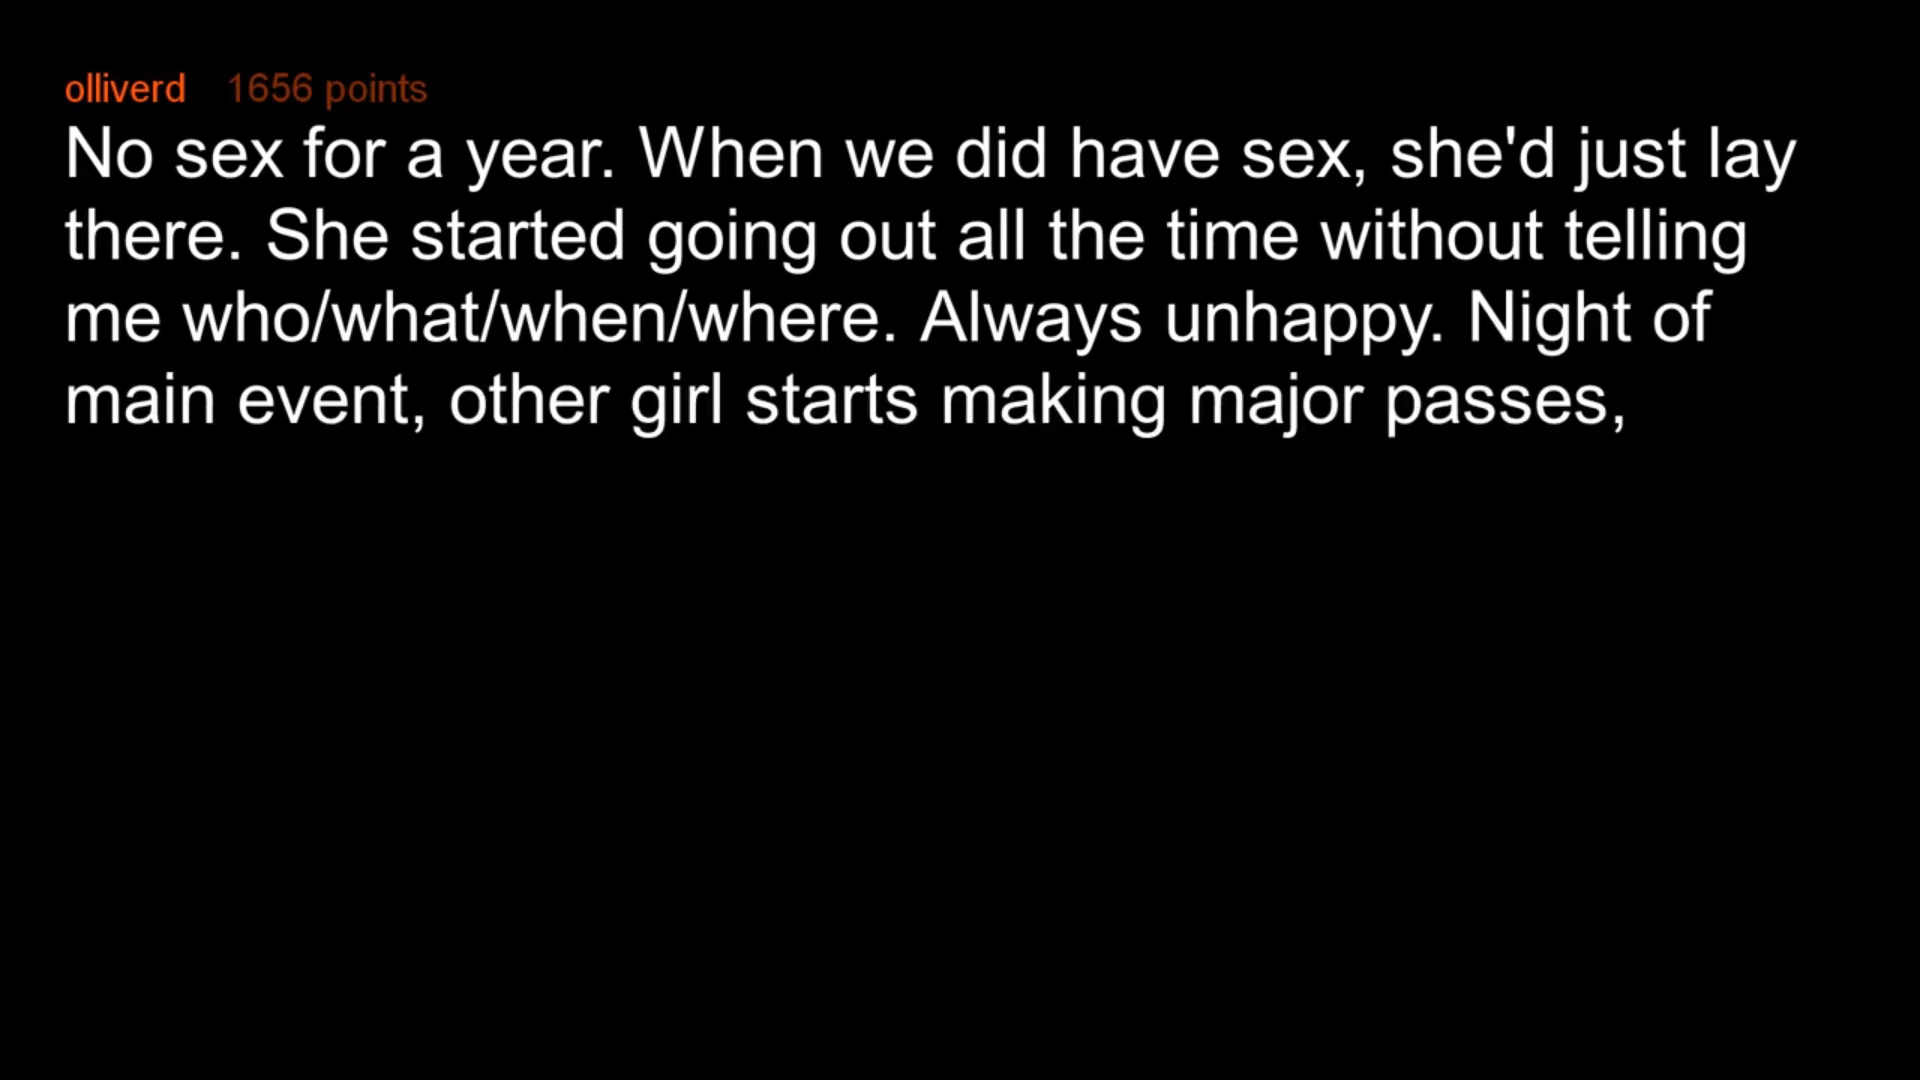 olliverd 1656 points
No sex for a year. When we did have sex, she'd just lay
there. She started going out all the time without telling
me who/what/when/where. Always unhappy. Night of
main event, other girl starts making major passes,